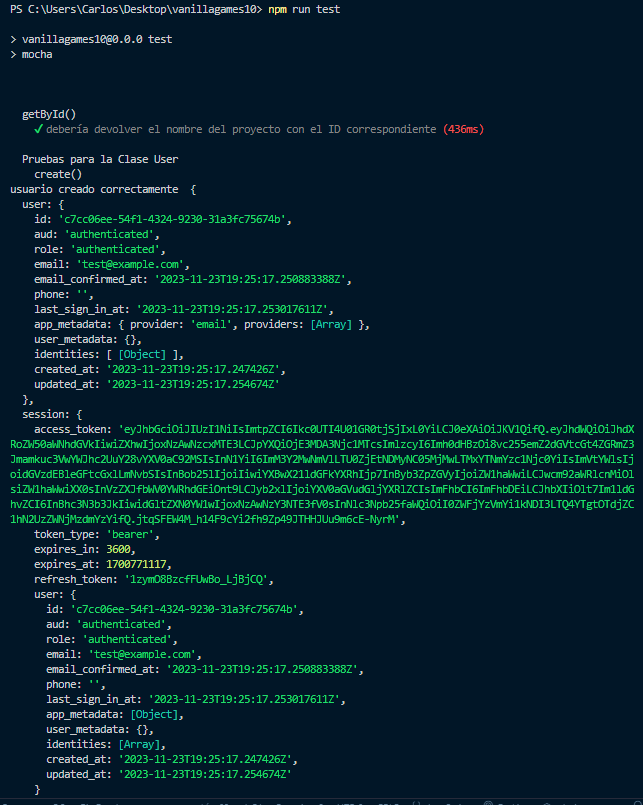 PS C:\Users\Carlos\Desktop\vanillagames10> npm run test
> vanillagames10@0.0.0 test
> mocha
getById()
✔ debería devolver el nombre del proyecto con el ID correspondiente (436ms)
Pruebas para la Clase User
create()
usuario creado correctamente  {
user: {
id: 'c7cc06ee-54f1-4324-9230-31a3fc75674b',
aud: 'authenticated',
role: 'authenticated',
email: 'test@example.com',
email_confirmed_at: '2023-11-23T19:25:17.250883388Z',
phone: '',
last_sign_in_at: '2023-11-23T19:25:17.253017611Z',
app_metadata: { provider: 'email', providers: [Array] },
user_metadata: {},
identities: [ [Object] ],
created_at: '2023-11-23T19:25:17.247426Z',
updated_at: '2023-11-23T19:25:17.254674Z'
},
session: {
access_token:
token_type: 'bearer',
expires_in: 3600,
expires_at: 1700771117,
refresh_token: '1zymO8BzcfFUwBo_LjBjCQ',
user: {
id: 'c7cc06ee-54f1-4324-9230-31a3fc75674b',
aud: 'authenticated',
role: 'authenticated',
email: 'test@example.com',
email_confirmed_at: '2023-11-23T19:25:17.250883388Z',
phone: '',
last_sign_in_at: '2023-11-23T19:25:17.253017611Z',
app_metadata: [Object],
user_metadata: {},
identities: [Array],
created_at: '2023-11-23T19:25:17.247426Z',
updated_at: '2023-11-23T19:25:17.254674Z'
}